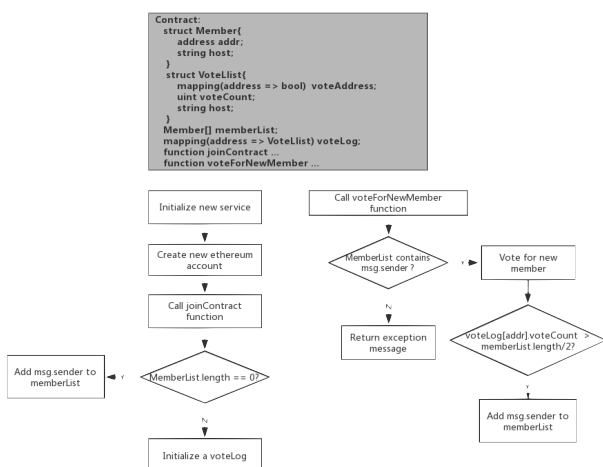 Contract:
struct Member{
address addr;
string host;
}
struct VoteLlist{
mapping(address => bool) voteAddress;
uint voteCount;
string host;
}
Member[] memberList;
mapping(address => VoteLlist) voteLog;
function joinContract ...
function voteForNewMember ...
Initialize new service
Create new ethereum
account
Call joinContract
function
MemberList.length == 0?
Y
Add msg.sender to
memberList
N
Initialize a voteLog
Call voteForNewMember
function
MemberList contains
msg.sender ?
Y
N
Return exception
message
Vote for new
member
voteLog[addr].voteCount >
memberList.length/2?
Y
Add msg.sender to
memberList